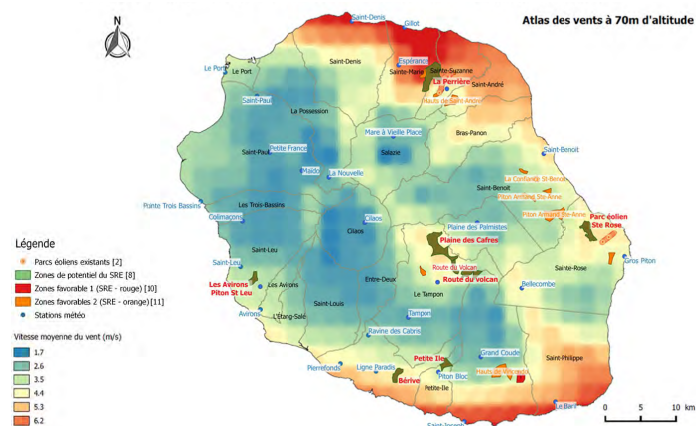 Atlas des vents à 70m d'altitude
N
Saint-Denis
Gillot
Saint-Denis
Espérance
Sainte-Marie
Sainte-Suzanne
La Perrière
Le Port
Le Port
Saint-André
Hauts de Saint-André
Saint-Paul
La Possession
Bras-Panon
Mare à Vieille Place
Salazie
Saint-Paul
Petite France
Saint-Benoit
Maïdo
La Nouvelle
La Confiance St-Benoit
Saint-Benoit
Piton Armand Ste-Anne
Pointe Trois Bassins
Les Trois-Bassins
Colimaçons
Cilaos
Cilaos
Piton Armand Ste-Anne
Parc éolien
Ste Rose
Plaine des Palmistes
Plaine des Cafres
Saint-Leu
Gros Piton
Saint-Leu
Route du Volcan
Sainte-Rose
Route du volcan
Entre-Deux
Les Avirons
Piton St Leu
Les Avirons
Le Tampon
Bellecombe
Saint-Louis
Avirons
L'Étang-Salé
Tampon
Ravine des Cabris
Petite Ile
Grand Coude
Saint-Philippe
Pierrefonds
Ligne Paradis
Bérive
Piton Bloc
Hauts de Vincendo
Petite-Ile
Le Baril
Saint-Joseph
Légende
Parcs éoliens existants [2]
Zones de potentiel du SRE [8]
Zones favorable 1 (SRE - rouge) [10]
Zones favorables 2 (SRE - orange) [11]
Stations météo
Vitesse moyenne du vent (m/s)
1.7
2.6
3.5
4.4
5.3
6.2
0 5 10 km